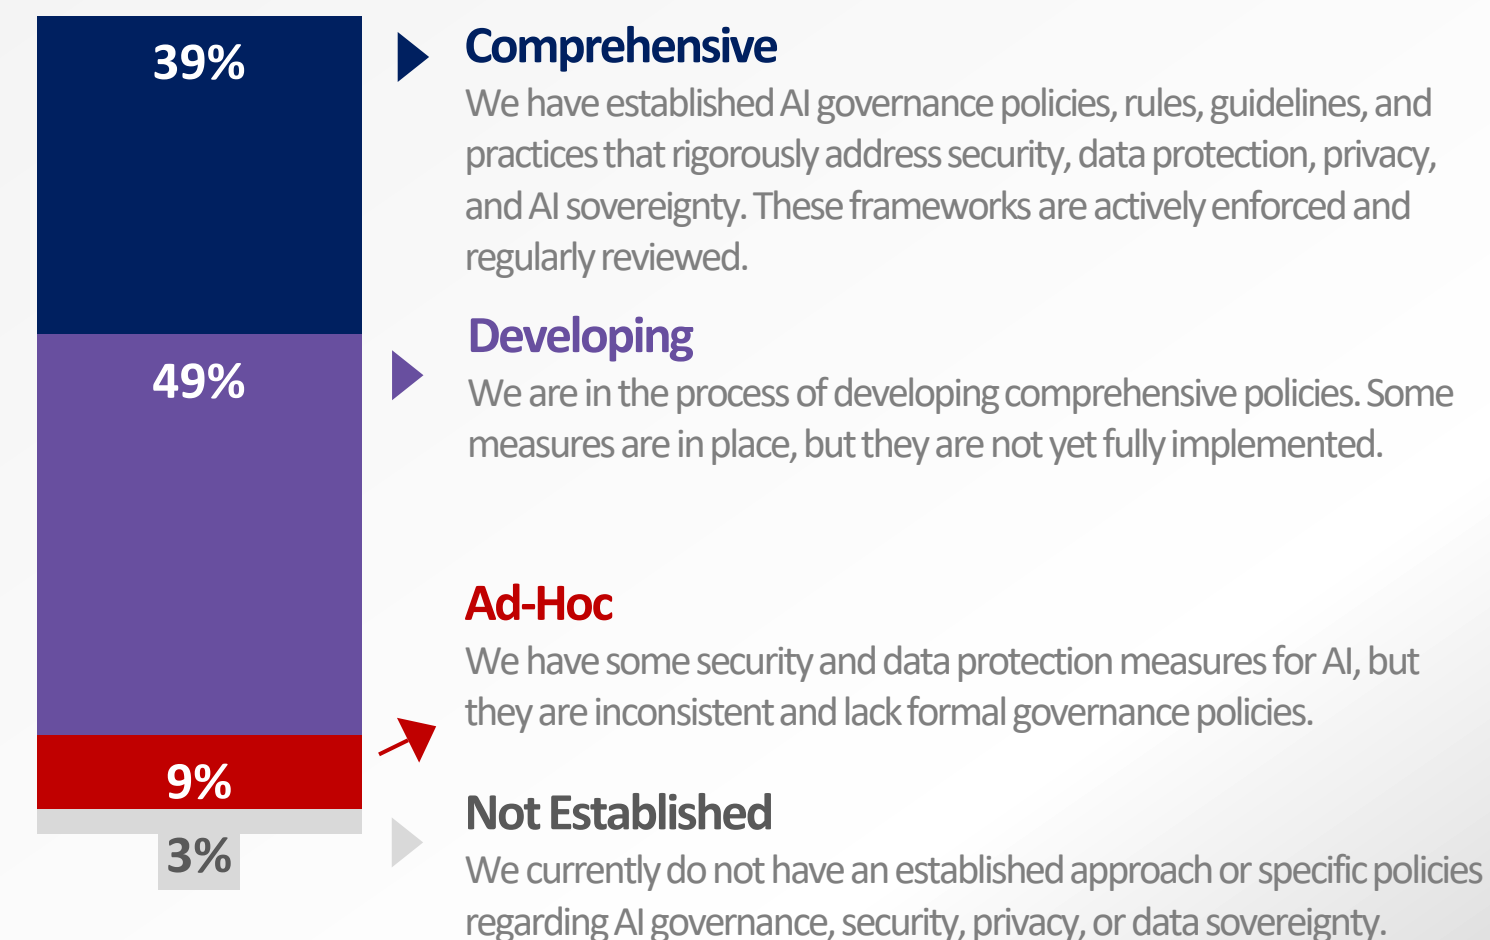 39%
Comprehensive
We have established AI governance policies, rules, guidelines, and
practices that rigorously address security, data protection, privacy,
and AI sovereignty. These frameworks are actively enforced and
regularly reviewed.
49%
Developing
We are in the process of developing comprehensive policies. Some
measures are in place, but they are not yet fully implemented.
9%
Ad-Hoc
We have some security and data protection measures for AI, but
they are inconsistent and lack formal governance policies.
3%
Not Established
We currently do not have an established approach or specific policies
regarding AI governance, security, privacy, or data sovereignty.